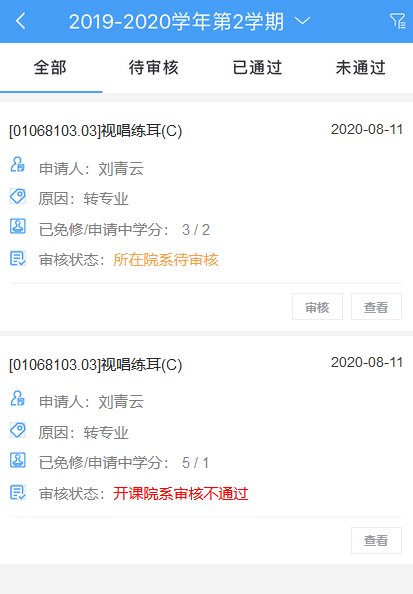 2019-2020学年第2学期
全部 待审核 已通过 未通过
[01068103.03]视唱练耳(C) 2020-08-11
申请人：刘青云
原因：转专业
已免修/申请中学分： 3 / 2
审核状态：所在院系待审核
审核 查看
[01068103.03]视唱练耳(C) 2020-08-11
申请人：刘青云
原因：转专业
已免修/申请中学分： 5 / 1
审核状态：开课院系审核不通过
查看